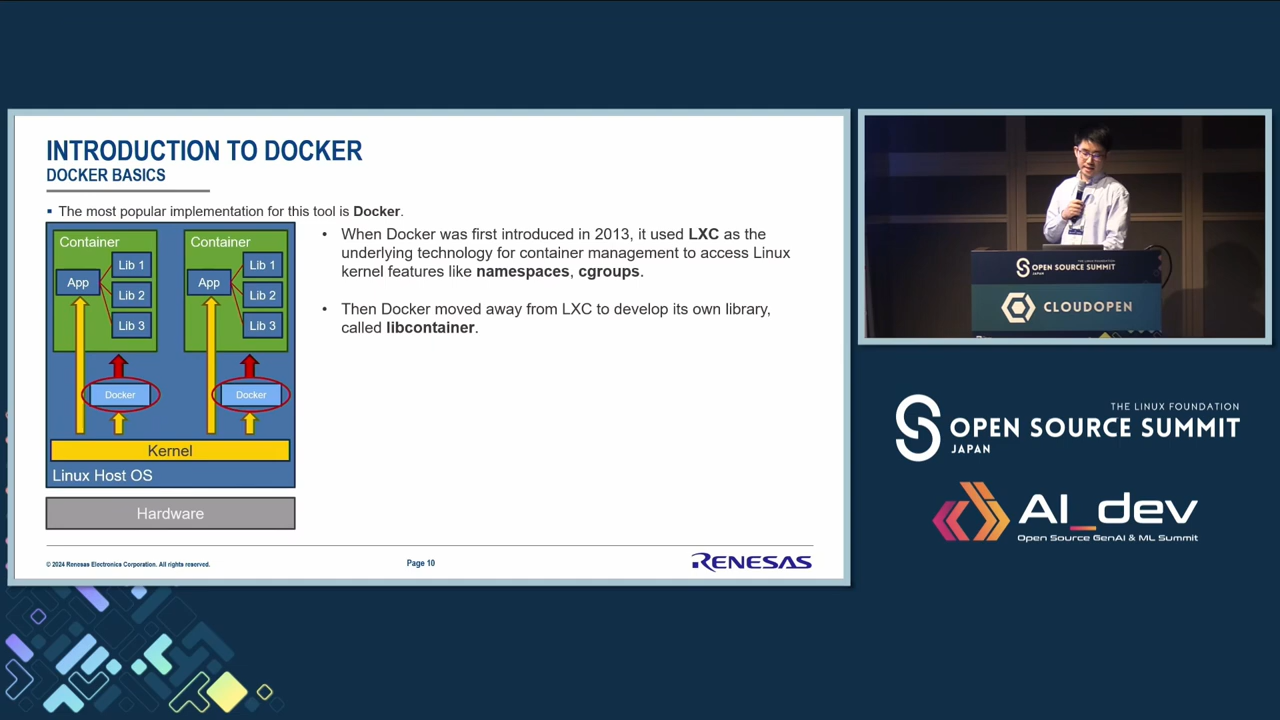 INTRODUCTION TO DOCKER
DOCKER BASICS
▪ The most popular implementation for this tool is Docker.
• When Docker was first introduced in 2013, it used LXC as the
underlying technology for container management to access Linux
kernel features like namespaces, cgroups.
• Then Docker moved away from LXC to develop its own library,
called libcontainer.
Container
App
Lib 1
Lib 2
Lib 3
Docker
Container
App
Lib 1
Lib 2
Lib 3
Docker
Kernel
Linux Host OS
Hardware
© 2024 Renesas Electronics Corporation. All rights reserved.
Page 10
RENESAS
THE LINUX FOUNDATION
OPEN SOURCE SUMMIT
JAPAN
CLOUDOPEN
THE LINUX FOUNDATION
OPEN SOURCE SUMMIT
JAPAN
AI_dev
Open Source GenAI & ML Summit